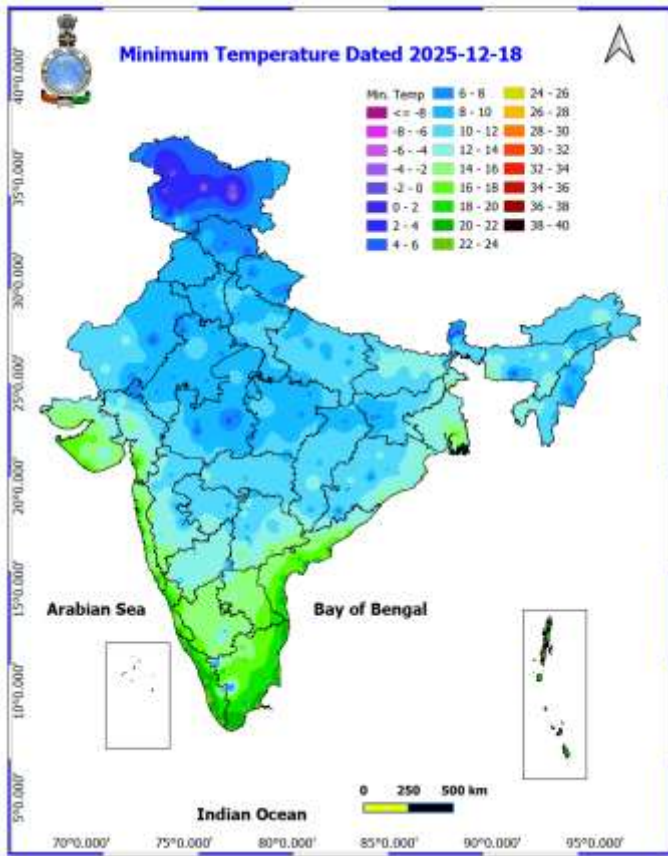 Minimum Temperature Dated 2025-12-18
Min. Temp
<= -8
-8 - -6
-6 - -4
-4 - -2
-2 - 0
0 - 2
2 - 4
4 - 6
6 - 8
8 - 10
10 - 12
12 - 14
14 - 16
16 - 18
18 - 20
20 - 22
22 - 24
24 - 26
26 - 28
28 - 30
30 - 32
32 - 34
34 - 36
36 - 38
38 - 40
40°0.000'
35°0.000'
30°0.000'
25°0.000'
20°0.000'
15°0.000'
10°0.000'
5°0.000'
Arabian Sea
Bay of Bengal
0 250 500 km
Indian Ocean
70°0.000' 75°0.000' 80°0.000' 85°0.000' 90°0.000' 95°0.000'